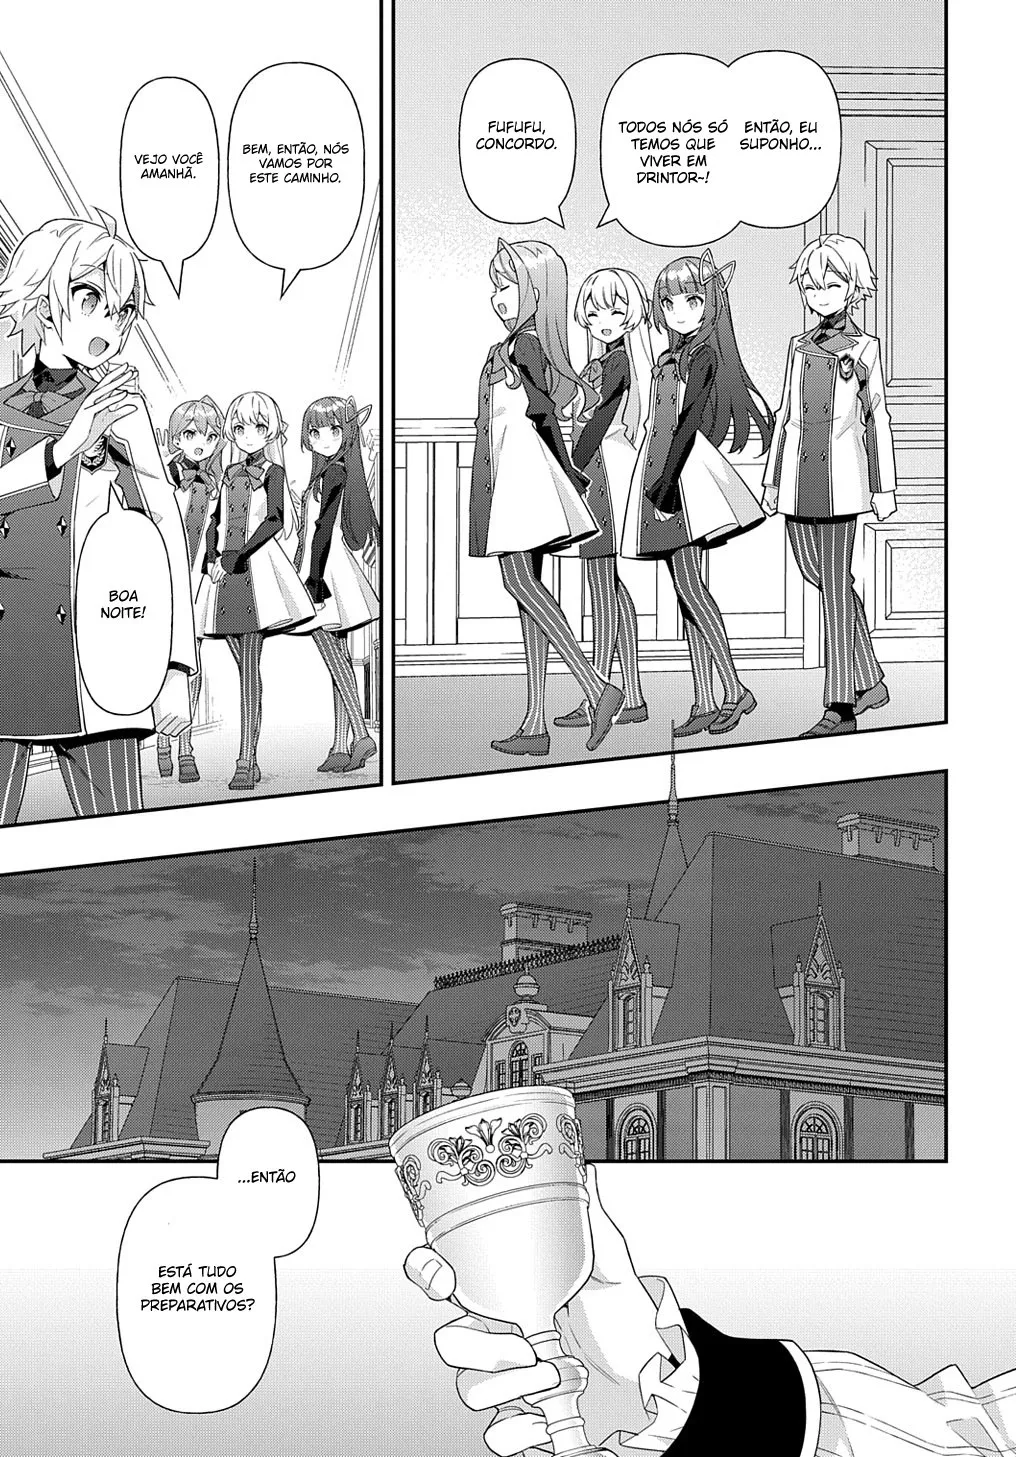 ENTÃO, EU
SUPONHO...
TODOS NÓS SÓ
TEMOS QUE
VIVER EM
DRINTOR~!
FUFUFU,
CONCORDO.
BEM, ENTÃO, NÓS
VAMOS POR
ESTE CAMINHO.
VEJO VOCÊ
AMANHÃ.
BOA
NOITE!
...ENTÃO
ESTÁ TUDO
BEM COM OS
PREPARATIVOS?